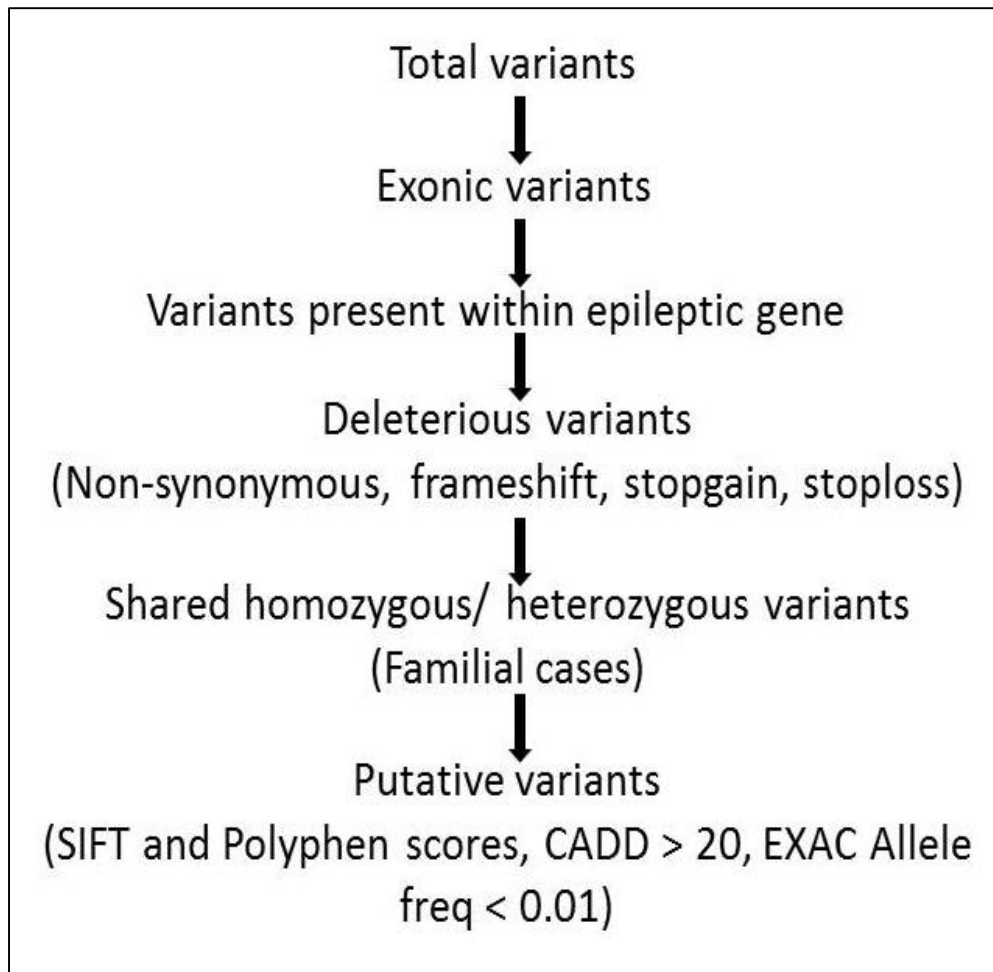 Total variants
Exonic variants
Variants present within epileptic gene
Deleterious variants
(Non-synonymous, frameshift, stopgain, stoploss)
Shared homozygous/ heterozygous variants
(Familial cases)
Putative variants
(SIFT and Polyphen scores, CADD > 20, EXAC Allele
freq < 0.01)